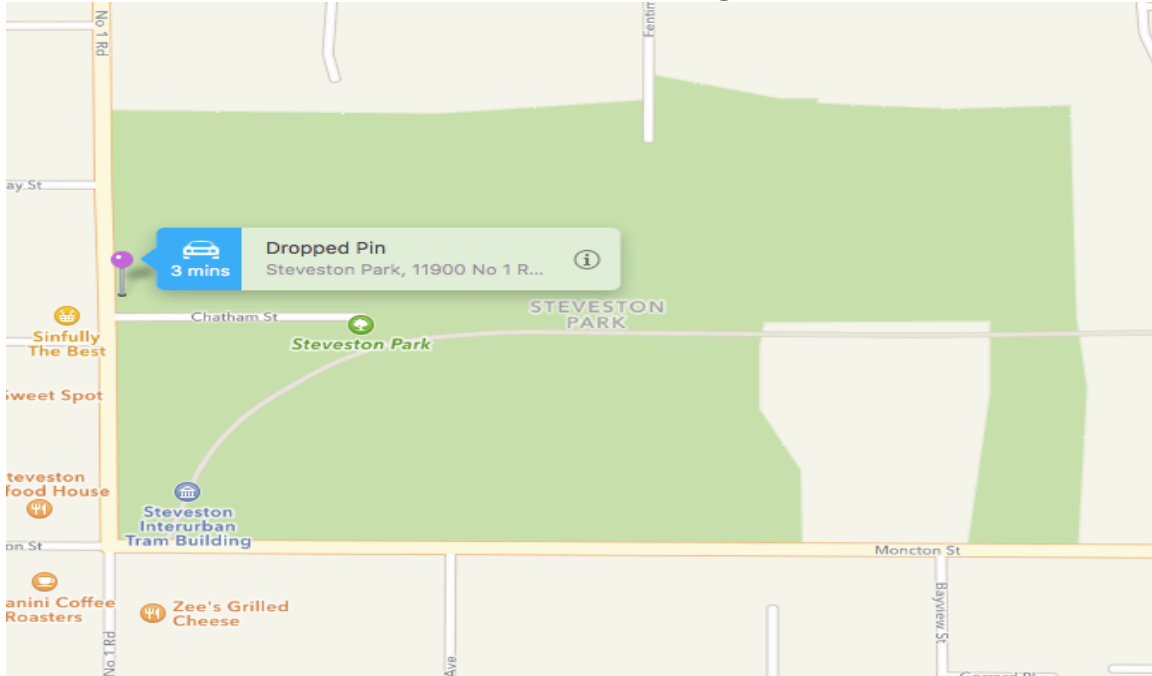 No 1 Rd
Fentim
ay St
Dropped Pin
3 mins
Steveston Park, 11900 No 1 R...
Chatham St
STEVESTON
PARK
Sinfully
The Best
Steveston Park
Sweet Spot
teveston
food House
Steveston
Interurban
Tram Building
on St
Moncton St
anini Coffee
Roasters
Zee's Grilled
Cheese
Bayview St
No 1 Rd
Ave